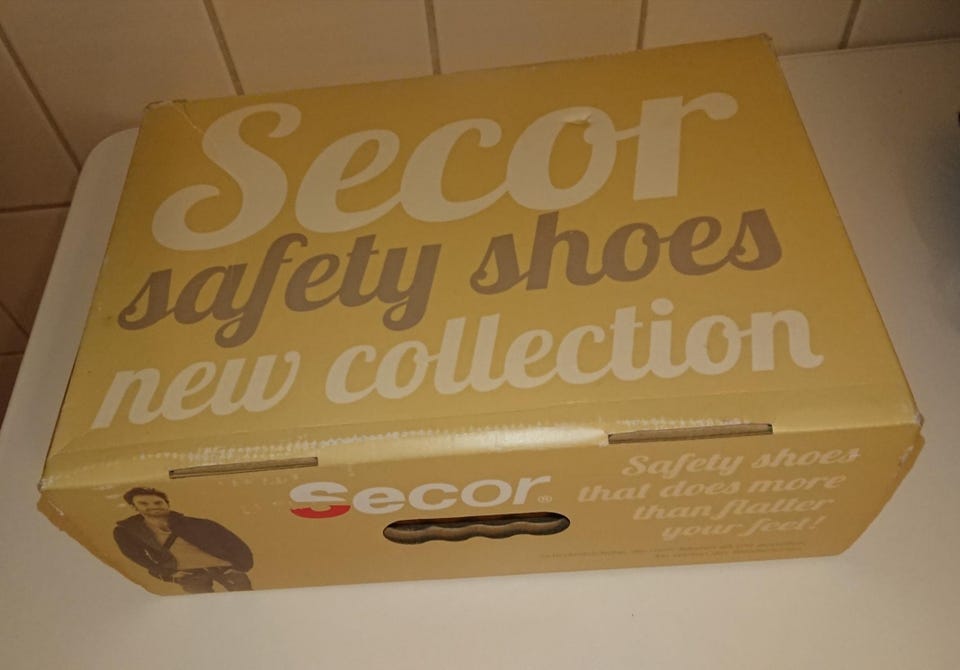 Secor
safety shoes
new collection
Secor®
Safety shoes
that does more
than flatter
your feet!